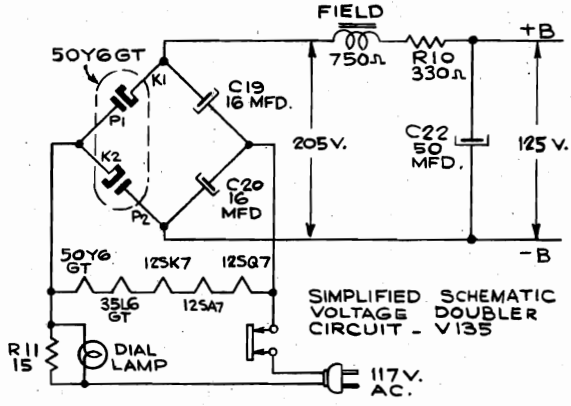 FIELD
750Ω
R10
330Ω
+B
50Y6GT
K1
P1
K2
P2
C19
16 MFD.
C20
16
MFD
205 V.
C22
50
MFD.
125 V.
-B
50Y6
GT
12SK7
12SQ7
35L6
GT
12SA7
SIMPLIFIED SCHEMATIC
VOLTAGE DOUBLER
CIRCUIT - V135
R11
15
DIAL
LAMP
117 V.
AC.